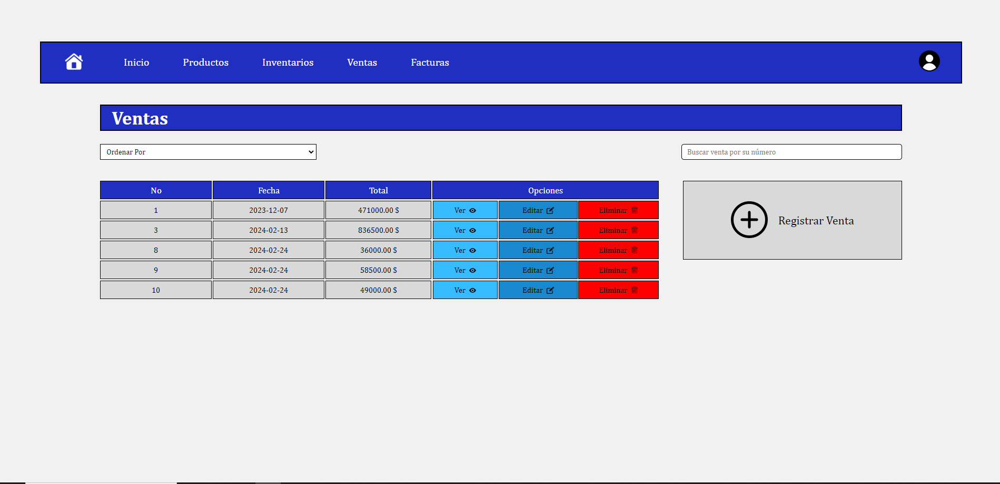 Inicio Productos Inventarios Ventas Facturas
Ventas
Ordenar Por
Buscar venta por su número
No Fecha Total Opciones
1 2023-12-07 471000.00 $ Ver Editar Eliminar
3 2024-02-13 836500.00 $ Ver Editar Eliminar
8 2024-02-24 36000.00 $ Ver Editar Eliminar
9 2024-02-24 58500.00 $ Ver Editar Eliminar
10 2024-02-24 49000.00 $ Ver Editar Eliminar
Registrar Venta